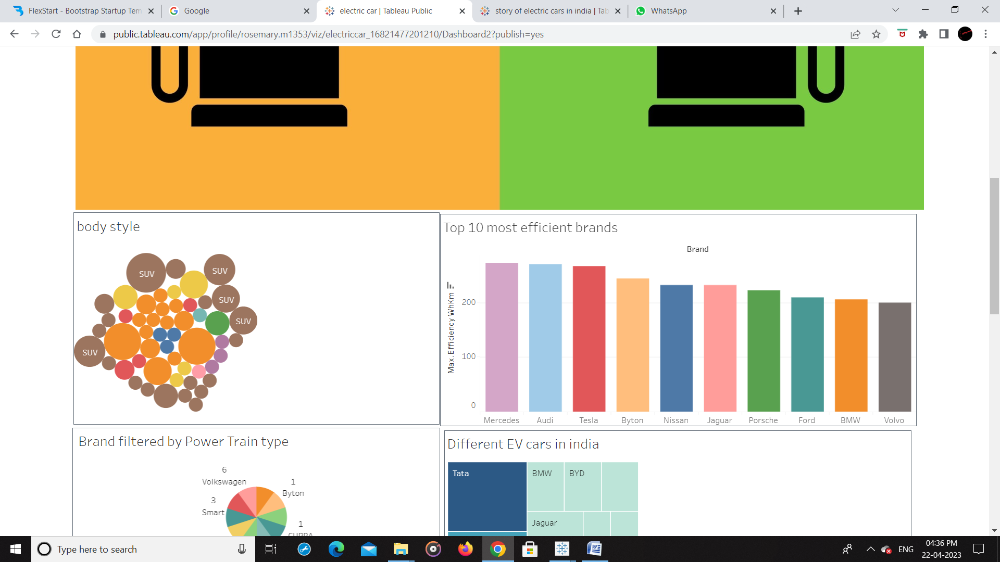 FlexStart - Bootstrap Startup Tem
Google
electric car | Tableau Public
story of electric cars in india | Tab
WhatsApp
public.tableau.com/app/profile/rosemary.m1353/viz/electriccar_16821477201210/Dashboard2?publish=yes
body style
SUV
SUV
SUV
SUV
SUV
Top 10 most efficient brands
Brand
Max. Efficiency WhKm
200
100
0
Mercedes
Audi
Tesla
Byton
Nissan
Jaguar
Porsche
Ford
BMW
Volvo
Brand filtered by Power Train type
6
Volkswagen
1
Byton
3
Smart
1
CUPRA
Different EV cars in india
Tata
BMW
BYD
Jaguar
Type here to search
ENG
04:36 PM
22-04-2023